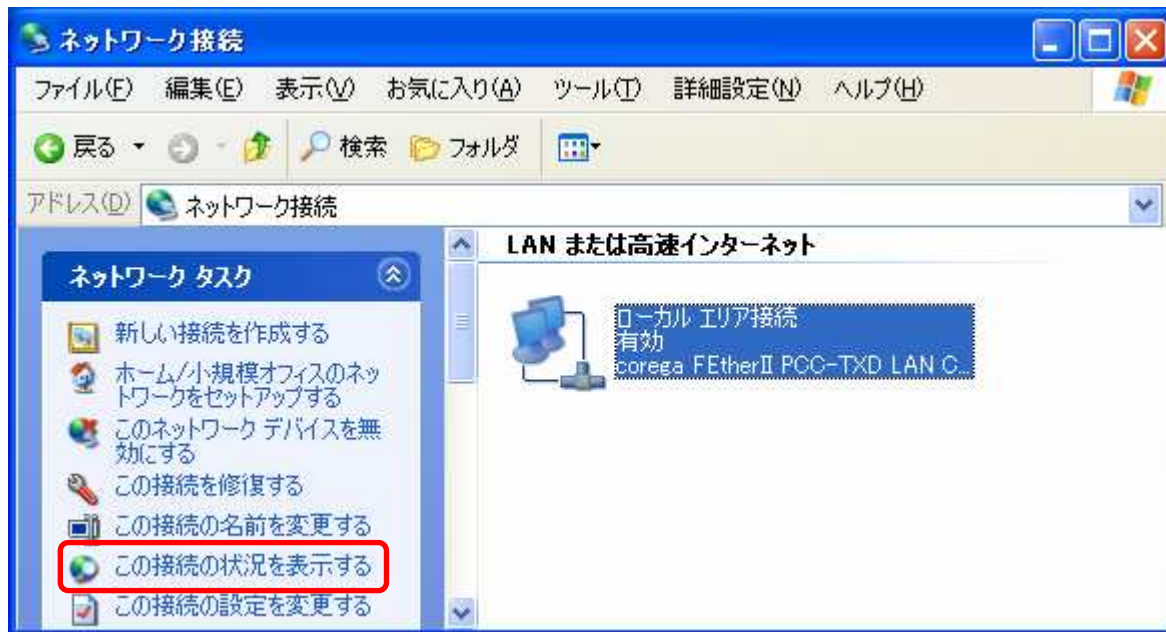 ネットワーク接続
ファイル(F) 編集(E) 表示(V) お気に入り(A) ツール(T) 詳細設定(N) ヘルプ(H)
戻る 検索 フォルダ
アドレス(D) ネットワーク接続
ネットワーク タスク
新しい接続を作成する
ホーム/小規模オフィスのネッ
トワークをセットアップする
このネットワーク デバイスを無
効にする
この接続を修復する
この接続の名前を変更する
この接続の状況を表示する
この接続の設定を変更する
LAN または高速インターネット
ローカル エリア接続
有効
corega FEtherII PCC-TXD LAN C...